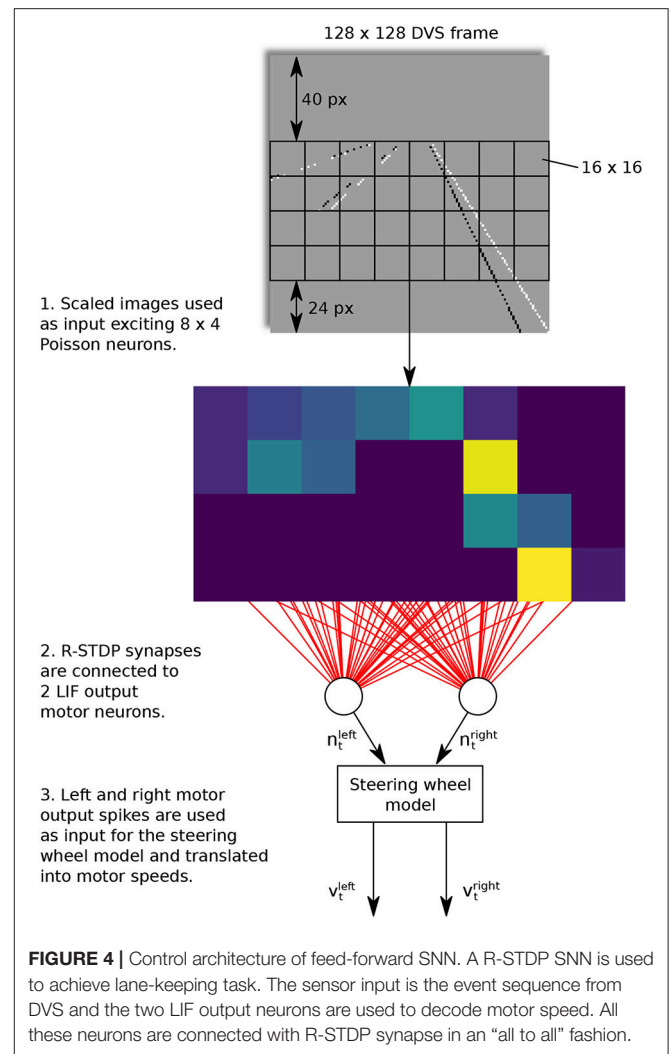 128 x 128 DVS frame
40 px
16 x 16
24 px
1. Scaled images used
as input exciting 8 x 4
Poisson neurons.
2. R-STDP synapses
are connected to
2 LIF output
motor neurons.
n_t^left
n_t^right
3. Left and right motor
output spikes are used
as input for the steering
wheel model and translated
into motor speeds.
Steering wheel
model
v_t^left
v_t^right
FIGURE 4 | Control architecture of feed-forward SNN. A R-STDP SNN is used
to achieve lane-keeping task. The sensor input is the event sequence from
DVS and the two LIF output neurons are used to decode motor speed. All
these neurons are connected with R-STDP synapse in an “all to all” fashion.